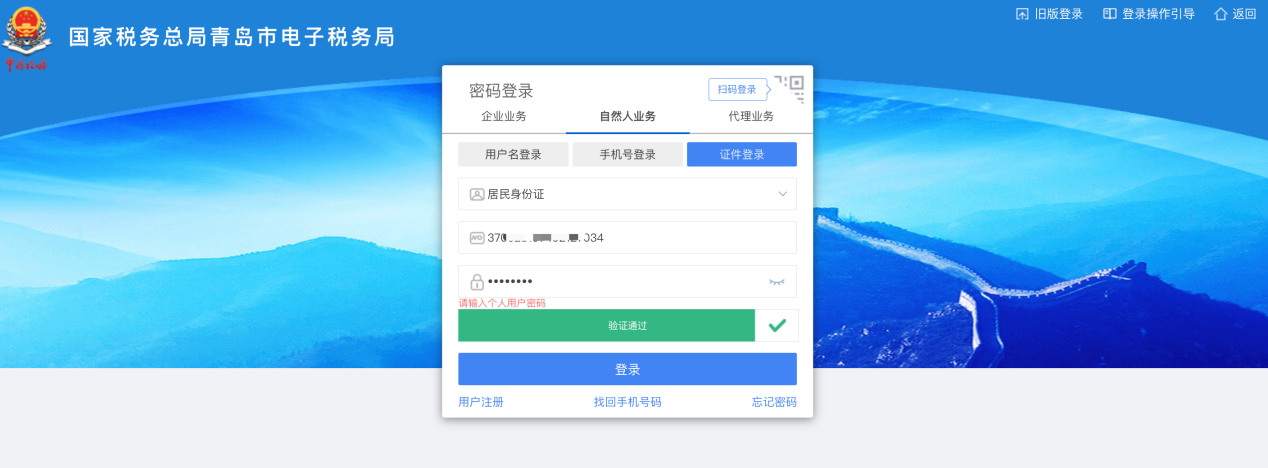 旧版登录 登录操作引导 返回
国家税务总局青岛市电子税务局
中国税务
密码登录
扫码登录
企业业务 自然人业务 代理业务
用户名登录 手机号登录 证件登录
居民身份证
••••••••
请输入个人用户密码
验证通过
登录
用户注册 找回手机号码 忘记密码